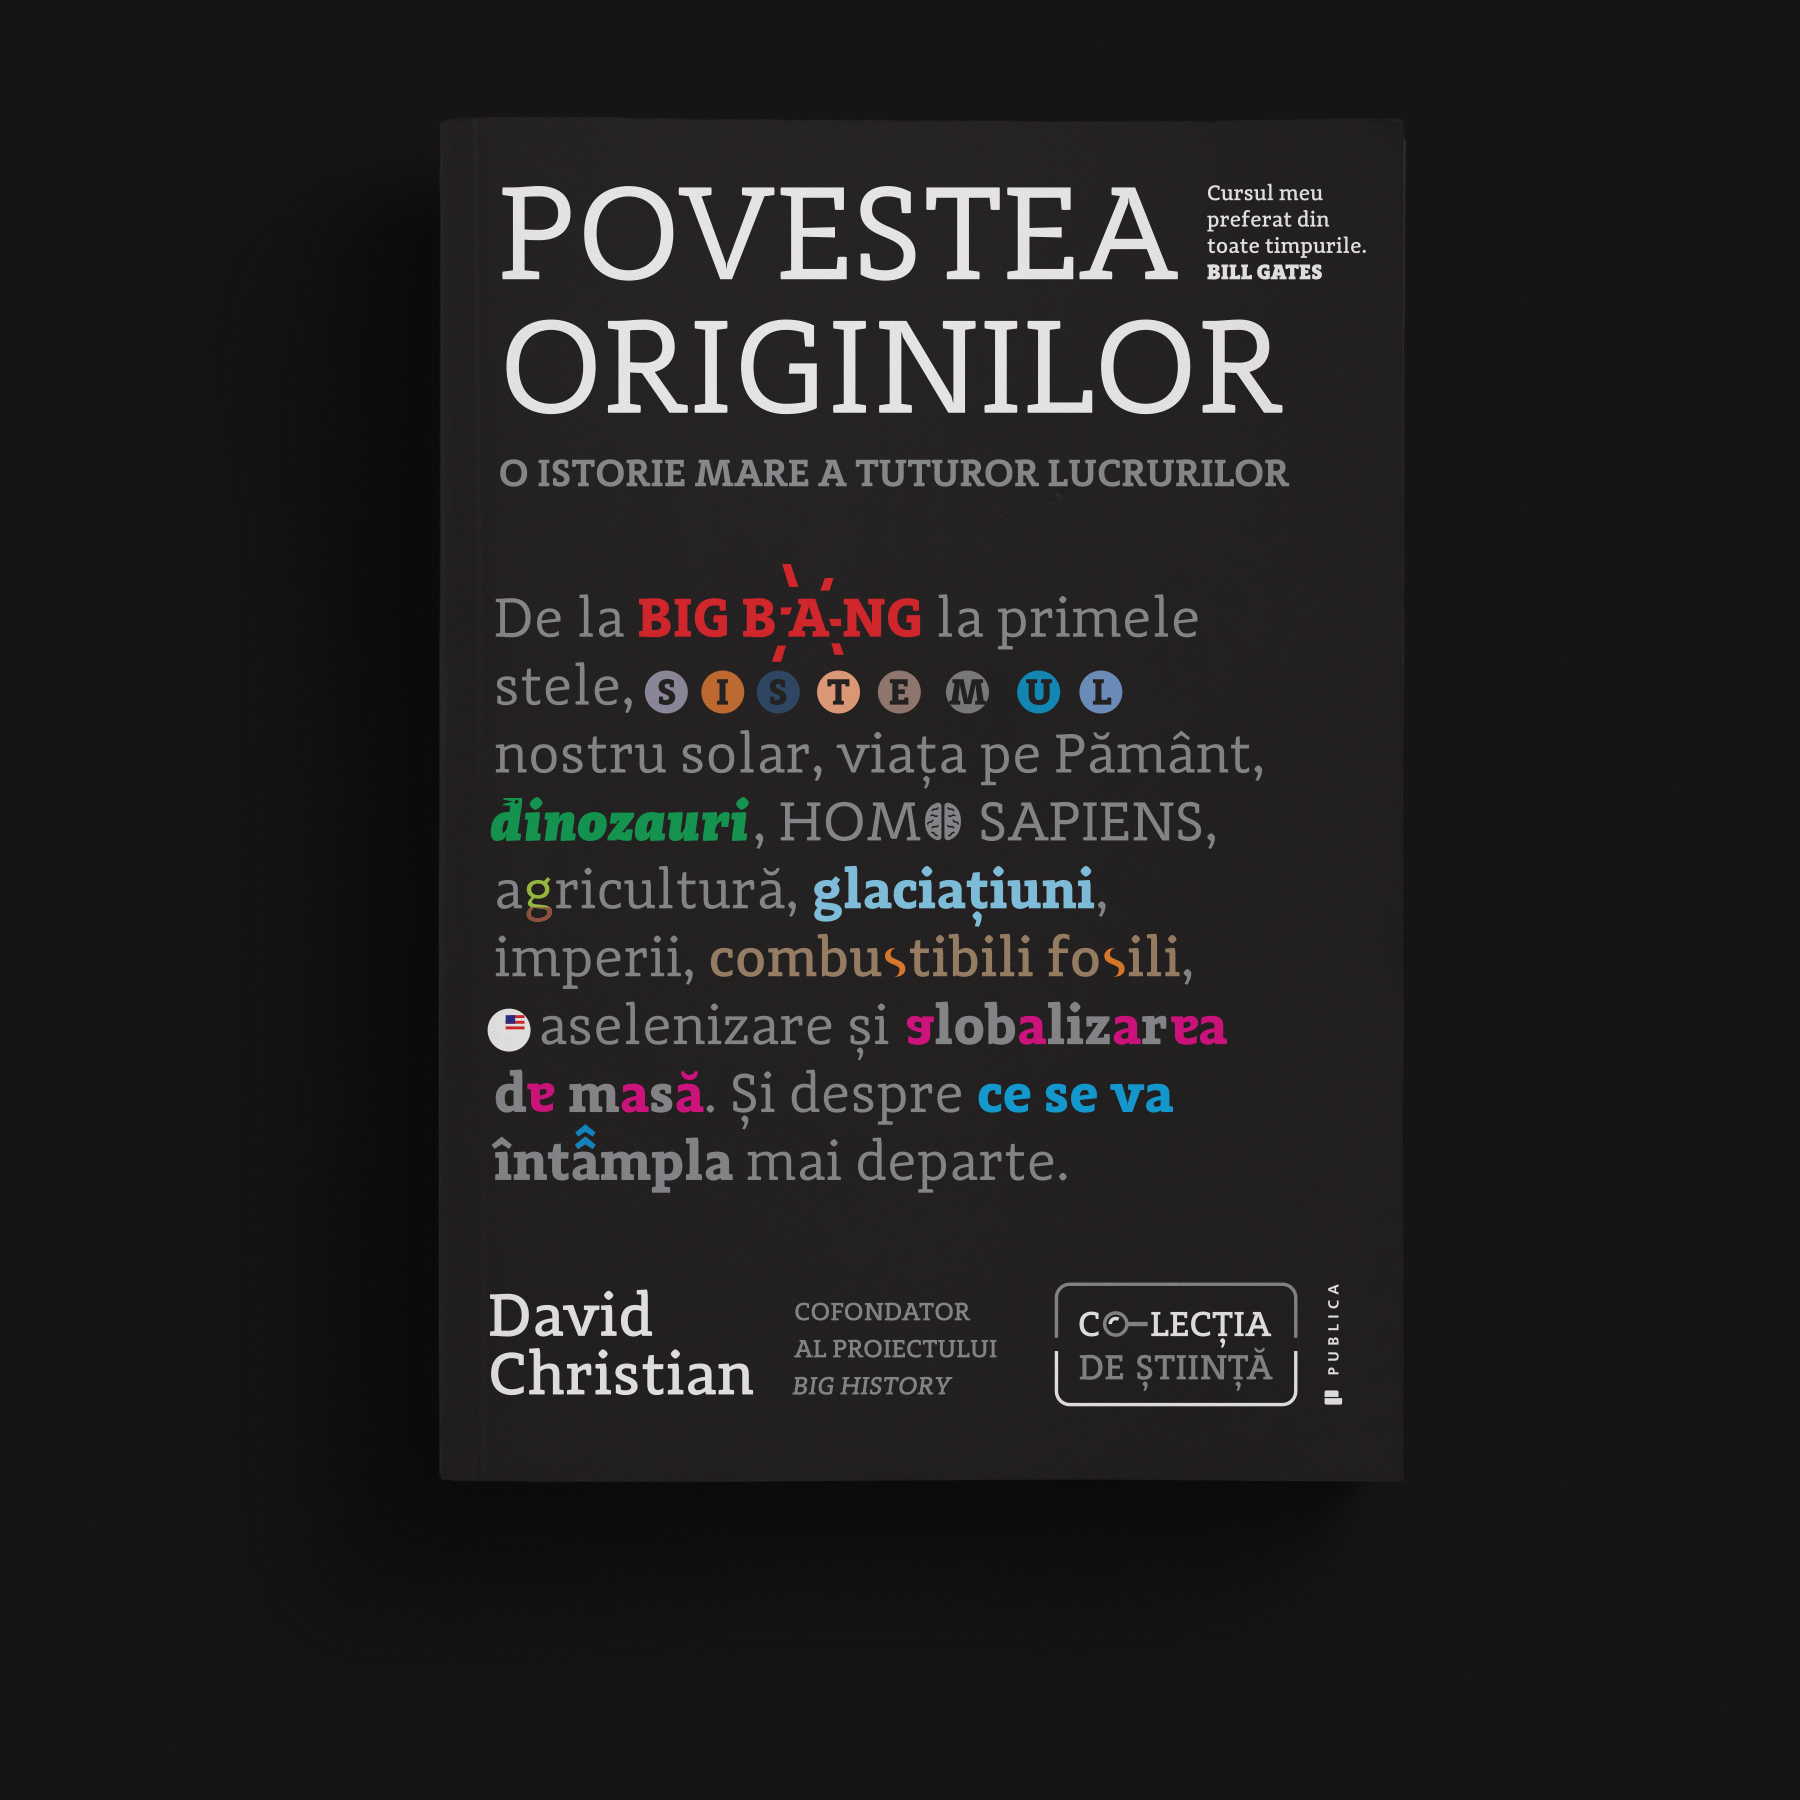 POVESTEA
ORIGINILOR
Cursul meu
preferat din
toate timpurile.
BILL GATES
O ISTORIE MARE A TUTUROR LUCRURILOR
De la BIG BANG la primele
stele, SISTEMUL
nostru solar, viața pe Pământ,
dinozauri, HOMO SAPIENS,
agricultură, glaciațiuni,
imperii, combustibili fosili,
aselenizare și globalizarea
de masă. Și despre ce se va
întâmpla mai departe.
David
Christian
COFONDATOR
AL PROIECTULUI
BIG HISTORY
COLECȚIA
DE ȘTIINȚĂ
PUBLICA